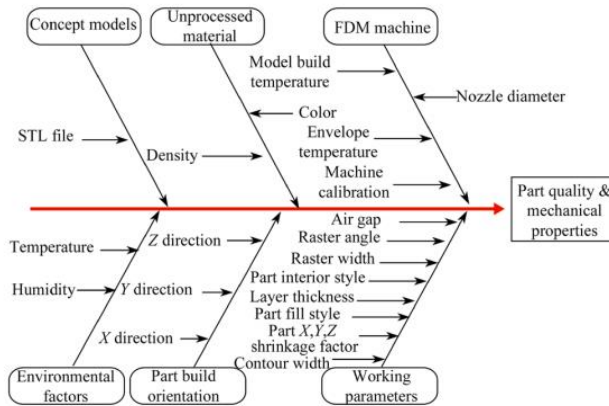 Concept models
Unprocessed
material
FDM machine
Model build
temperature
Nozzle diameter
Color
STL file
Envelope
temperature
Density
Machine
calibration
Part quality &
mechanical
properties
Air gap
Z direction
Raster angle
Temperature
Raster width
Part interior style
Humidity
Y direction
Layer thickness
Part fill style
Part X,Y,Z
shrinkage factor
X direction
Contour width
Environmental
factors
Part build
orientation
Working
parameters